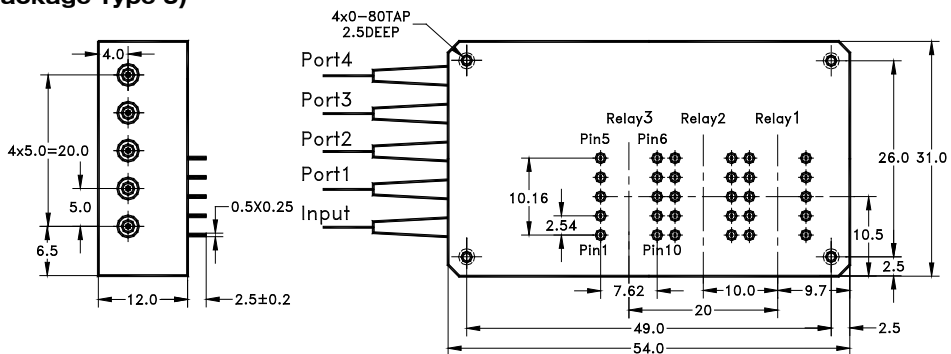 ackage Type 3)
4x0-80TAP
2.5DEEP
4.0
Port4
Port3
Port2
Port1
Input
4x5.0=20.0
5.0
6.5
0.5X0.25
12.0
2.5±0.2
Relay3 Relay2 Relay1
Pin5 Pin6
10.16
2.54
Pin1 Pin10
26.0 31.0
10.5
2.5
7.62 10.0 9.7
20
49.0 2.5
54.0